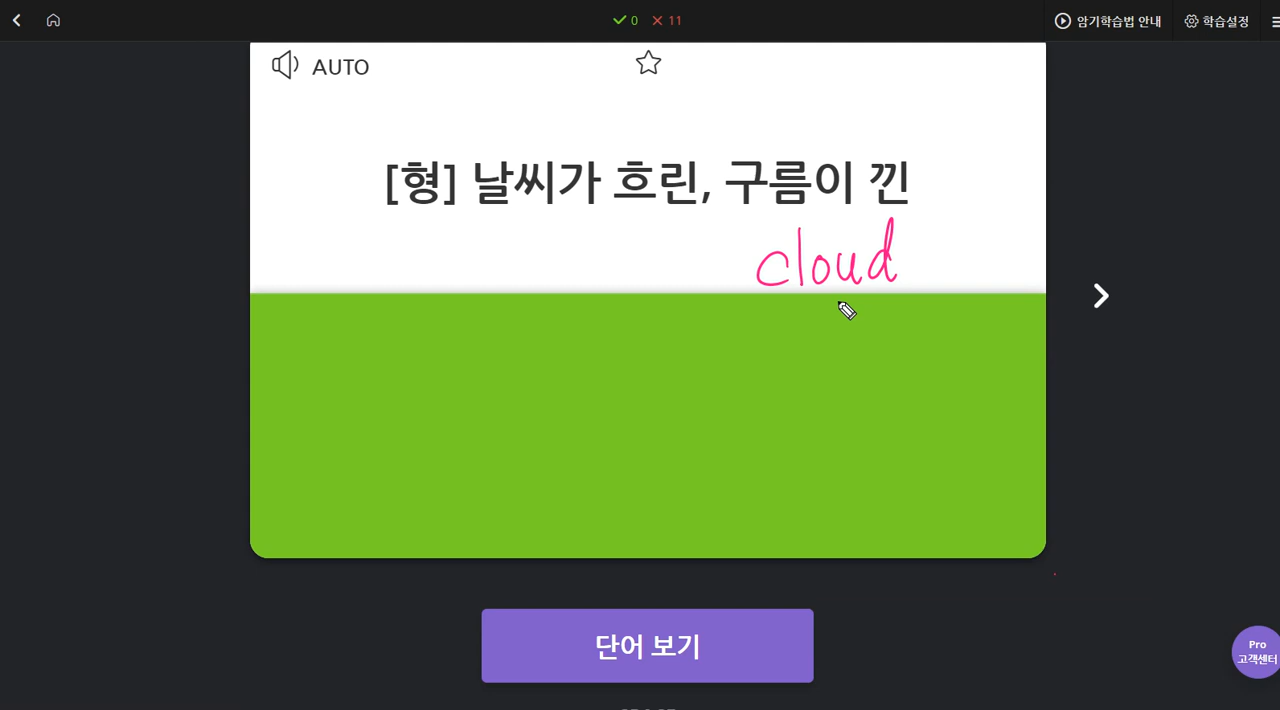 0 11
암기학습법 안내 학습설정
AUTO
[형] 날씨가 흐린, 구름이 낀
cloud
단어 보기
Pro
고객센터